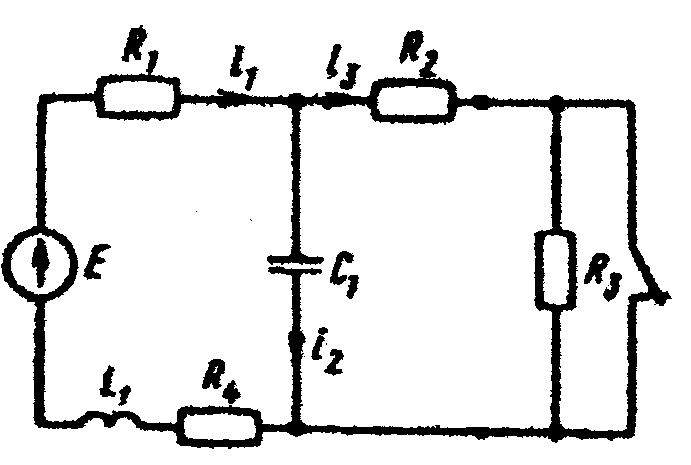 R₁ i₁ i₃ R₂
E C₁ R₃
i₂
L₁ R₄